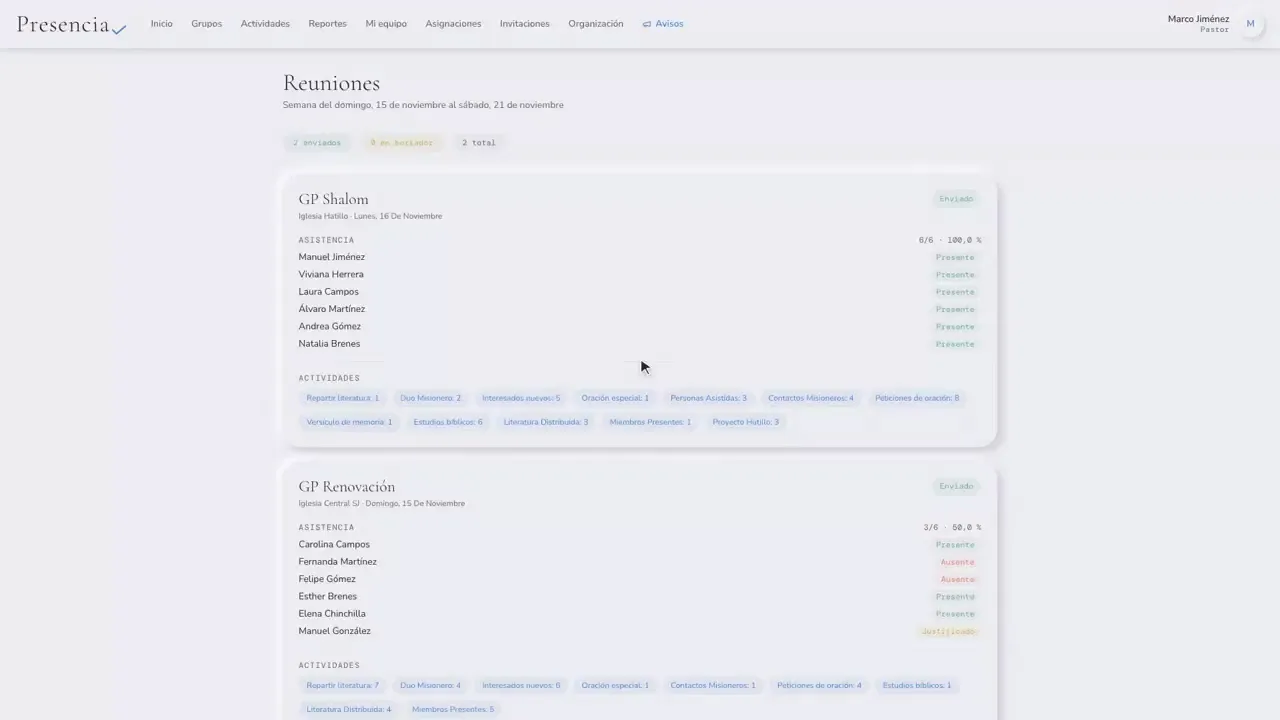 Presencia
Inicio Grupos Actividades Reportes Mi equipo Asignaciones Invitaciones Organización Avisos
Marco Jiménez
Pastor
M
Reuniones
Semana del domingo, 15 de noviembre al sábado, 21 de noviembre
2 enviados 0 en borrador 2 total
GP Shalom Enviado
Iglesia Hatillo · Lunes, 16 De Noviembre
ASISTENCIA 6/6 · 100,0 %
Manuel Jiménez Presente
Viviana Herrera Presente
Laura Campos Presente
Álvaro Martínez Presente
Andrea Gómez Presente
Natalia Brenes Presente
ACTIVIDADES
Repartir literatura: 1 Duo Misionero: 2 Interesados nuevos: 5 Oración especial: 1 Personas Asistidas: 3 Contactos Misioneros: 4 Peticiones de oración: 8
Versículo de memoria: 1 Estudios bíblicos: 6 Literatura Distribuida: 3 Miembros Presentes: 1 Proyecto Hatillo: 3
GP Renovación Enviado
Iglesia Central SJ · Domingo, 15 De Noviembre
ASISTENCIA 3/6 · 50,0 %
Carolina Campos Presente
Fernanda Martínez Ausente
Felipe Gómez Ausente
Esther Brenes Presente
Elena Chinchilla Presente
Manuel González Justificado
ACTIVIDADES
Repartir literatura: 7 Duo Misionero: 4 Interesados nuevos: 6 Oración especial: 1 Contactos Misioneros: 1 Peticiones de oración: 4 Estudios bíblicos: 1
Literatura Distribuida: 4 Miembros Presentes: 5